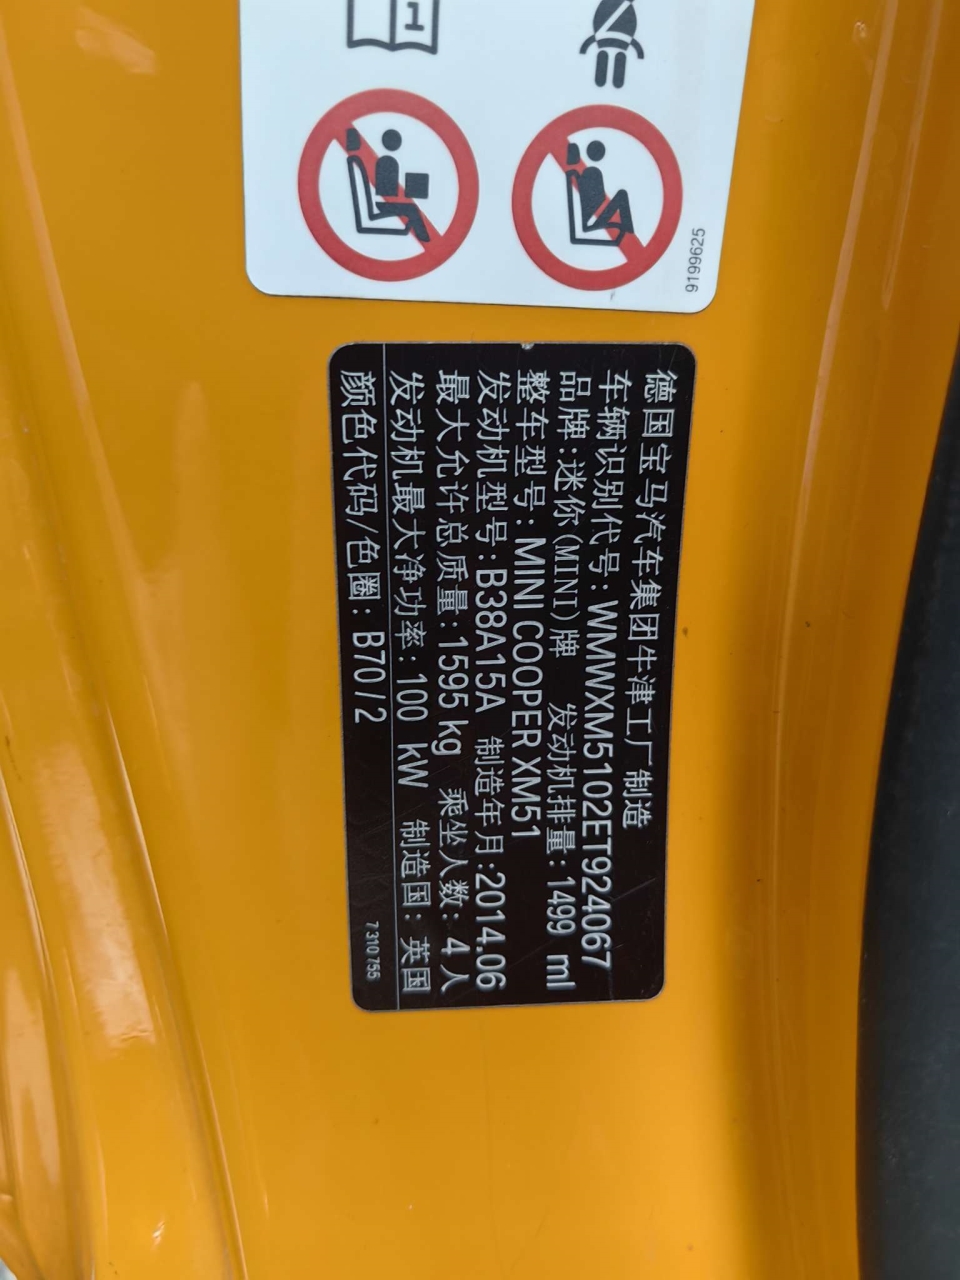 9199625
德国宝马汽车集团牛津工厂制造
车辆识别代号: WMWXM5102ET924067
品牌:迷你(MINI)牌 发动机排量: 1499 ml
整车型号: MINI COOPER XM51
发动机型号: B38A15A 制造年月:2014.06
最大允许总质量: 1595 kg 乘坐人数: 4人
发动机最大净功率: 100 kW 制造国: 英国
颜色代码/色圈: B70/2
7310755